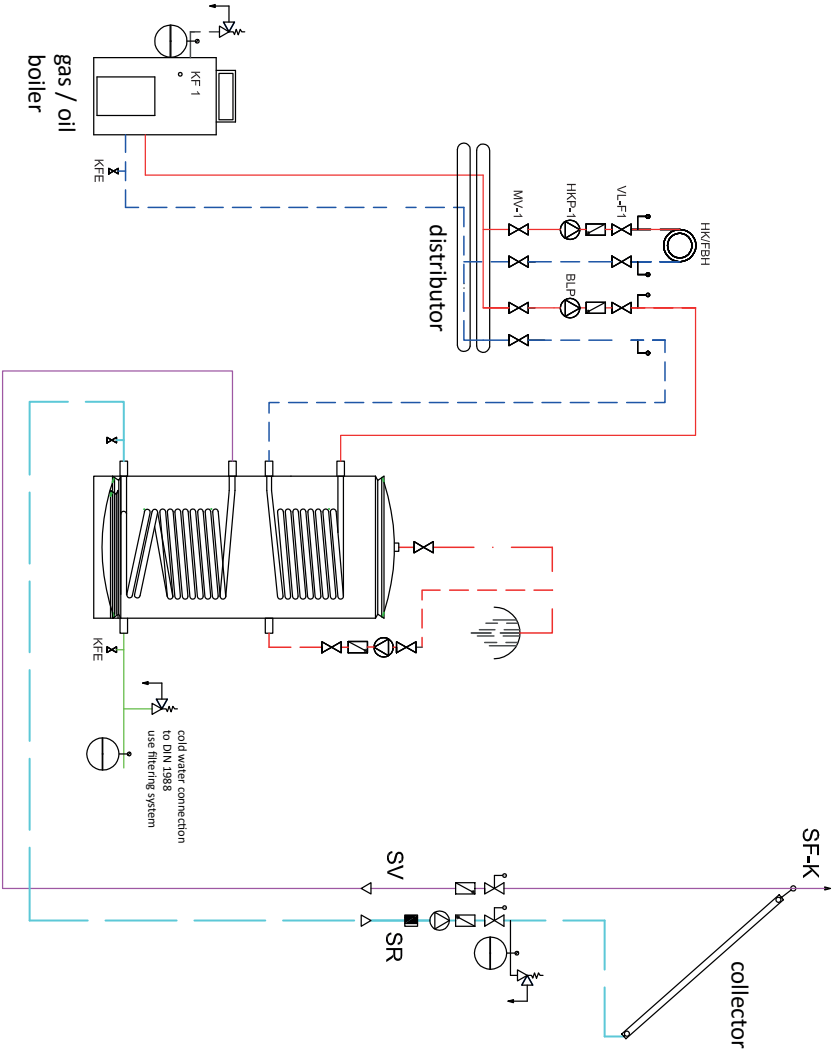 SF-K
collector
HK/FBH
VL-F1
HKP-1
BLP
MV-1
distributor
KF 1
gas / oil
boiler
KFE
KFE
cold water connection
to DIN 1988
use filtering system
SV
SR